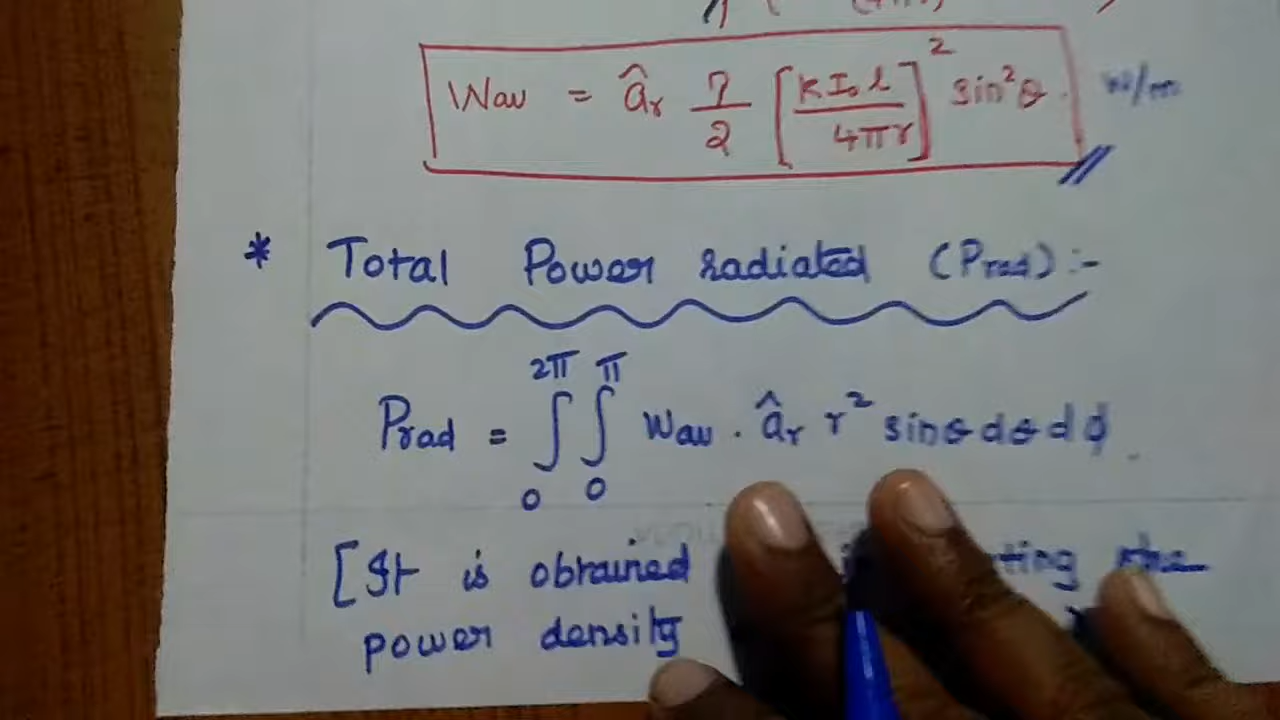 Wav = âr η/2 [kI₀l/4πr]² sin²θ. W/m
* Total Power radiated (Prad) :-
Prad = ∫₀^2π ∫₀^π Wav . âr r² sinθ dθ dϕ
[It is obtained the
power density